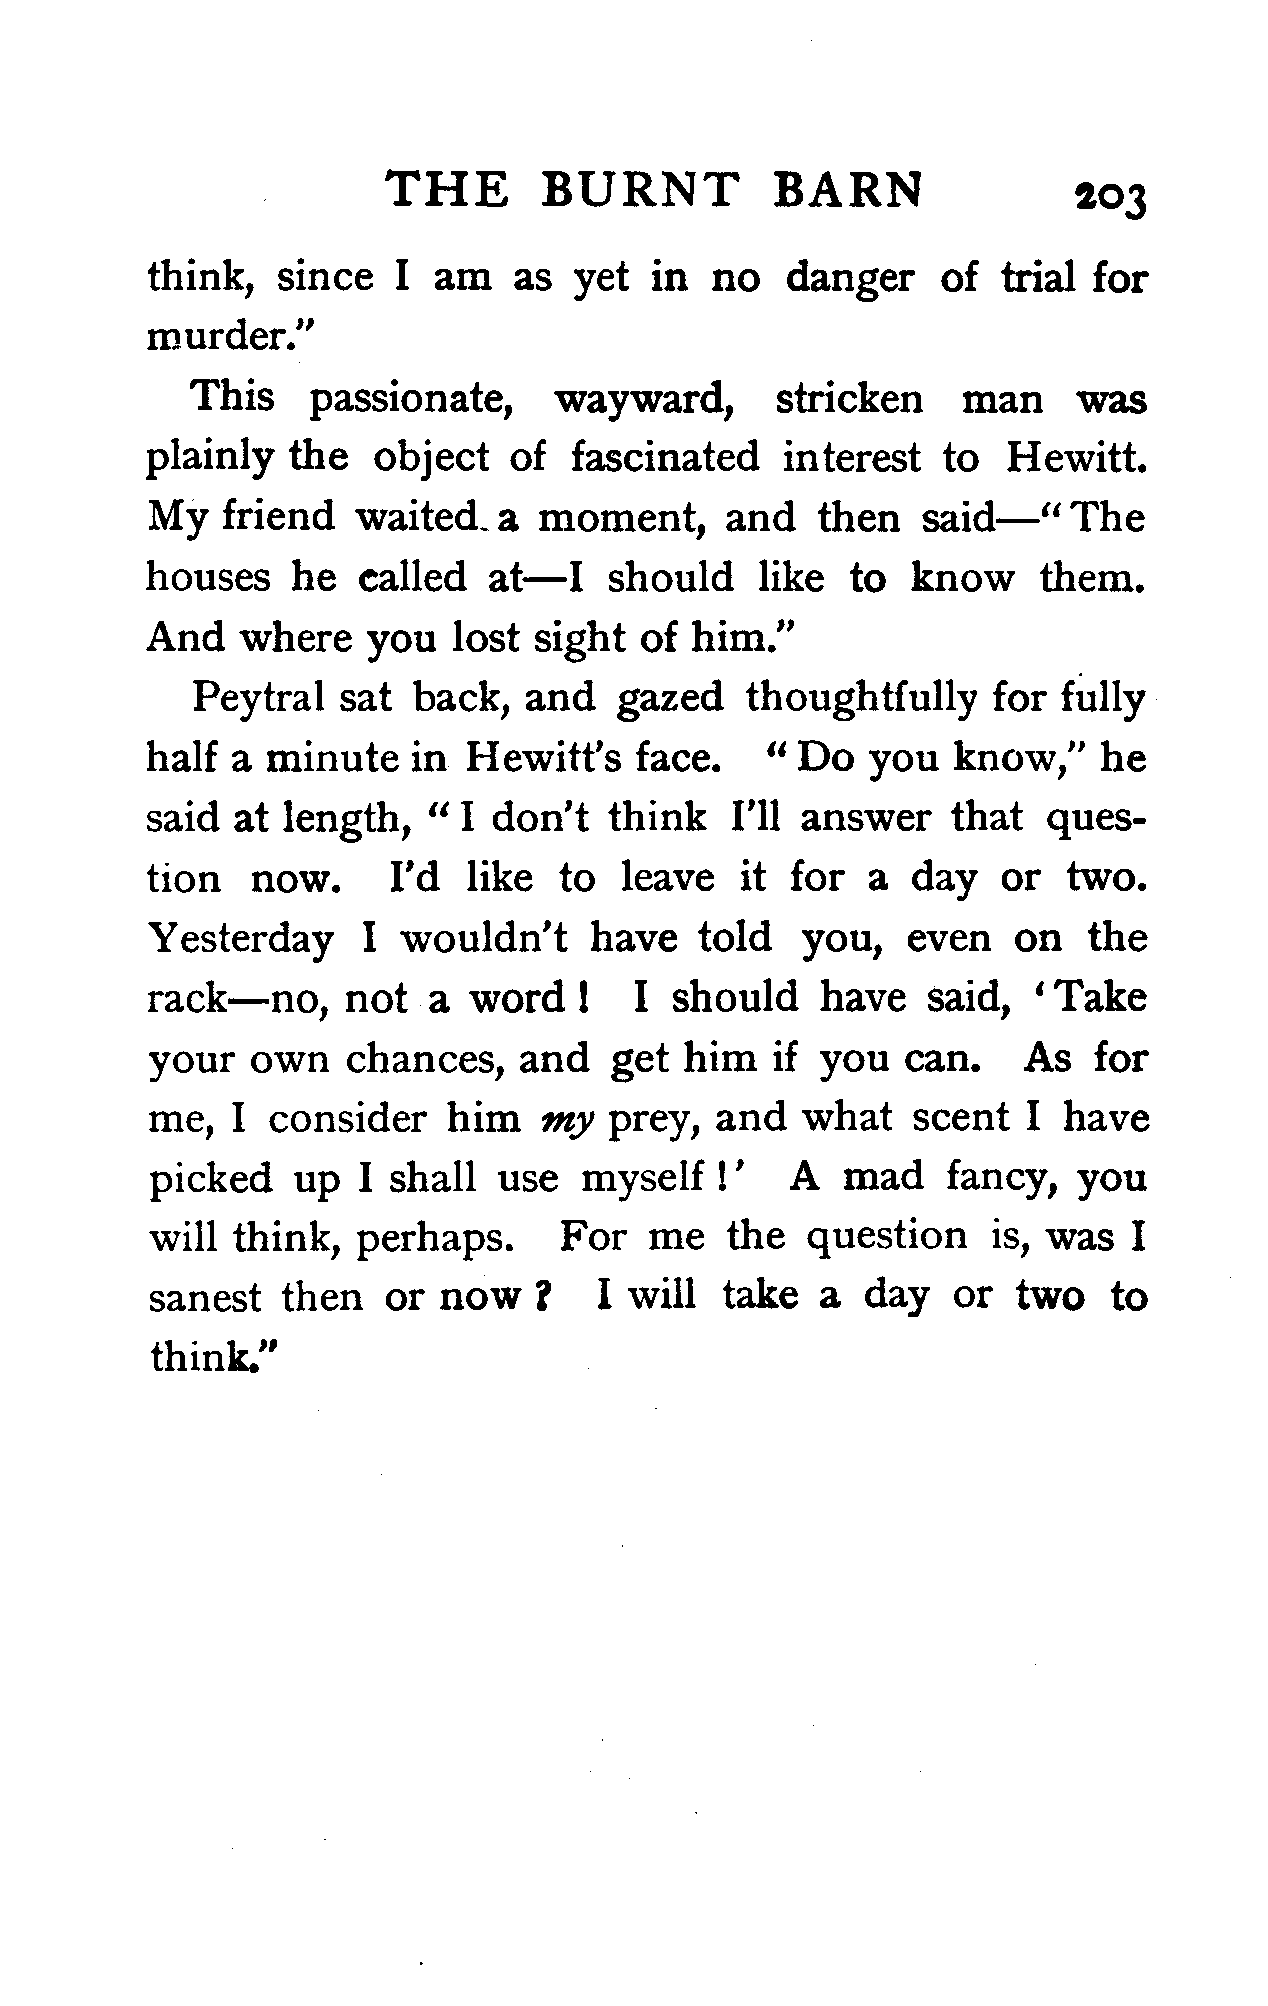 THE BURNT BARN 203
think, since I am as yet in no danger of trial for
murder."
This passionate, wayward, stricken man was
plainly the object of fascinated interest to Hewitt.
My friend waited a moment, and then said—"The
houses he called at—I should like to know them.
And where you lost sight of him."
Peytral sat back, and gazed thoughtfully for fully
half a minute in Hewitt's face. "Do you know," he
said at length, "I don't think I'll answer that ques-
tion now. I'd like to leave it for a day or two.
Yesterday I wouldn't have told you, even on the
rack—no, not a word! I should have said, 'Take
your own chances, and get him if you can. As for
me, I consider him my prey, and what scent I have
picked up I shall use myself!' A mad fancy, you
will think, perhaps. For me the question is, was I
sanest then or now? I will take a day or two to
think."